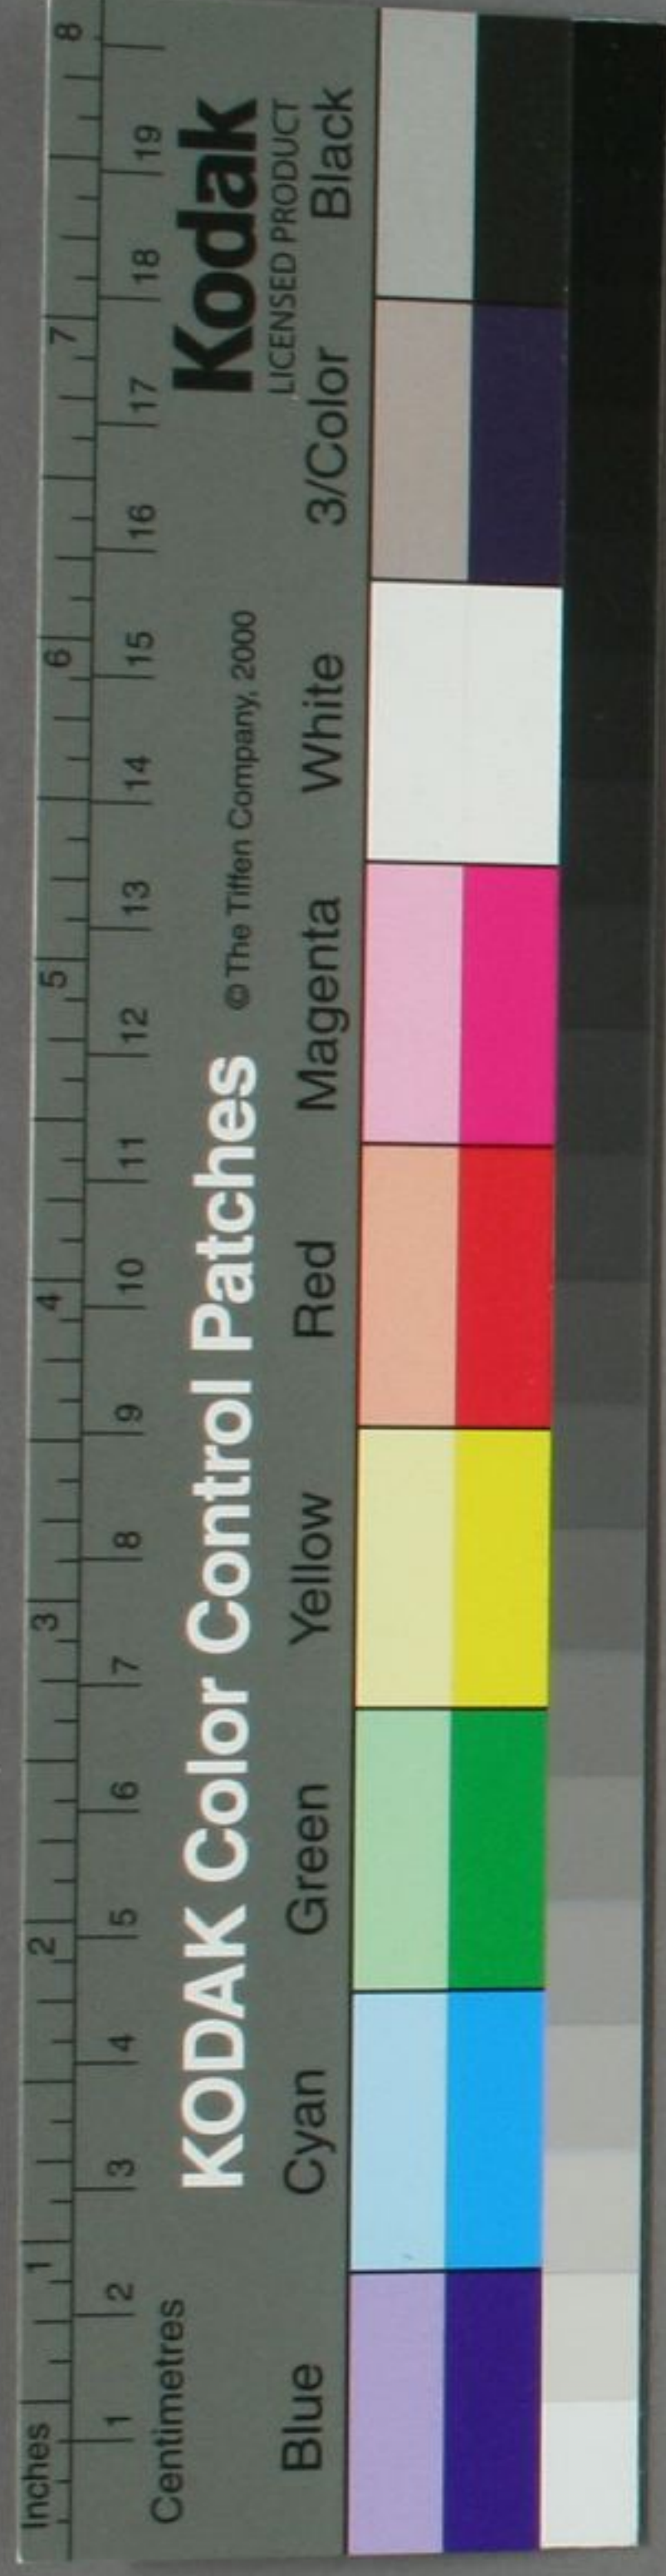 Inches 1 2 3 4 5 6 7 8
Centimetres 1 2 3 4 5 6 7 8 9 10 11 12 13 14 15 16 17 18 19
KODAK Color Control Patches © The Tiffen Company, 2000 Kodak
LICENSED PRODUCT
Blue Cyan Green Yellow Red Magenta White 3/Color Black